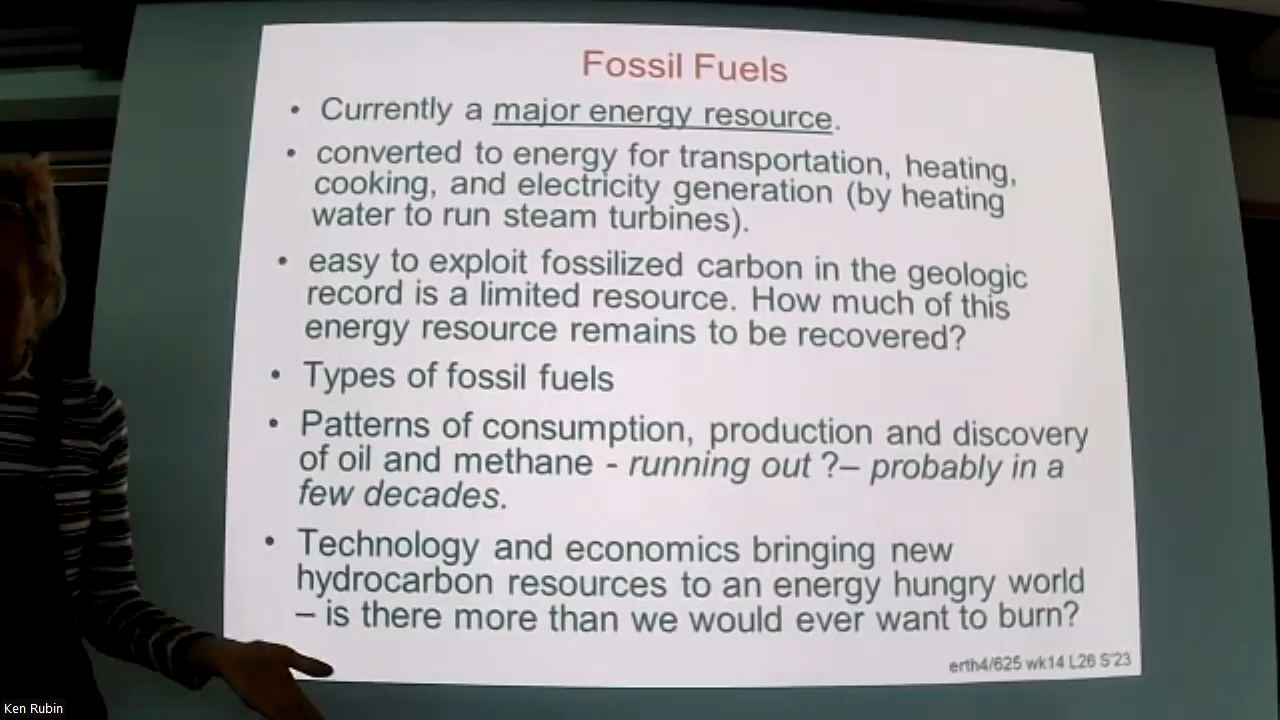 Fossil Fuels
• Currently a major energy resource.
• converted to energy for transportation, heating,
cooking, and electricity generation (by heating
water to run steam turbines).
• easy to exploit fossilized carbon in the geologic
record is a limited resource. How much of this
energy resource remains to be recovered?
• Types of fossil fuels
• Patterns of consumption, production and discovery
of oil and methane - running out ?– probably in a
few decades.
• Technology and economics bringing new
hydrocarbon resources to an energy hungry world
– is there more than we would ever want to burn?
erth4/625 wk14 L26 S'23
Ken Rubin